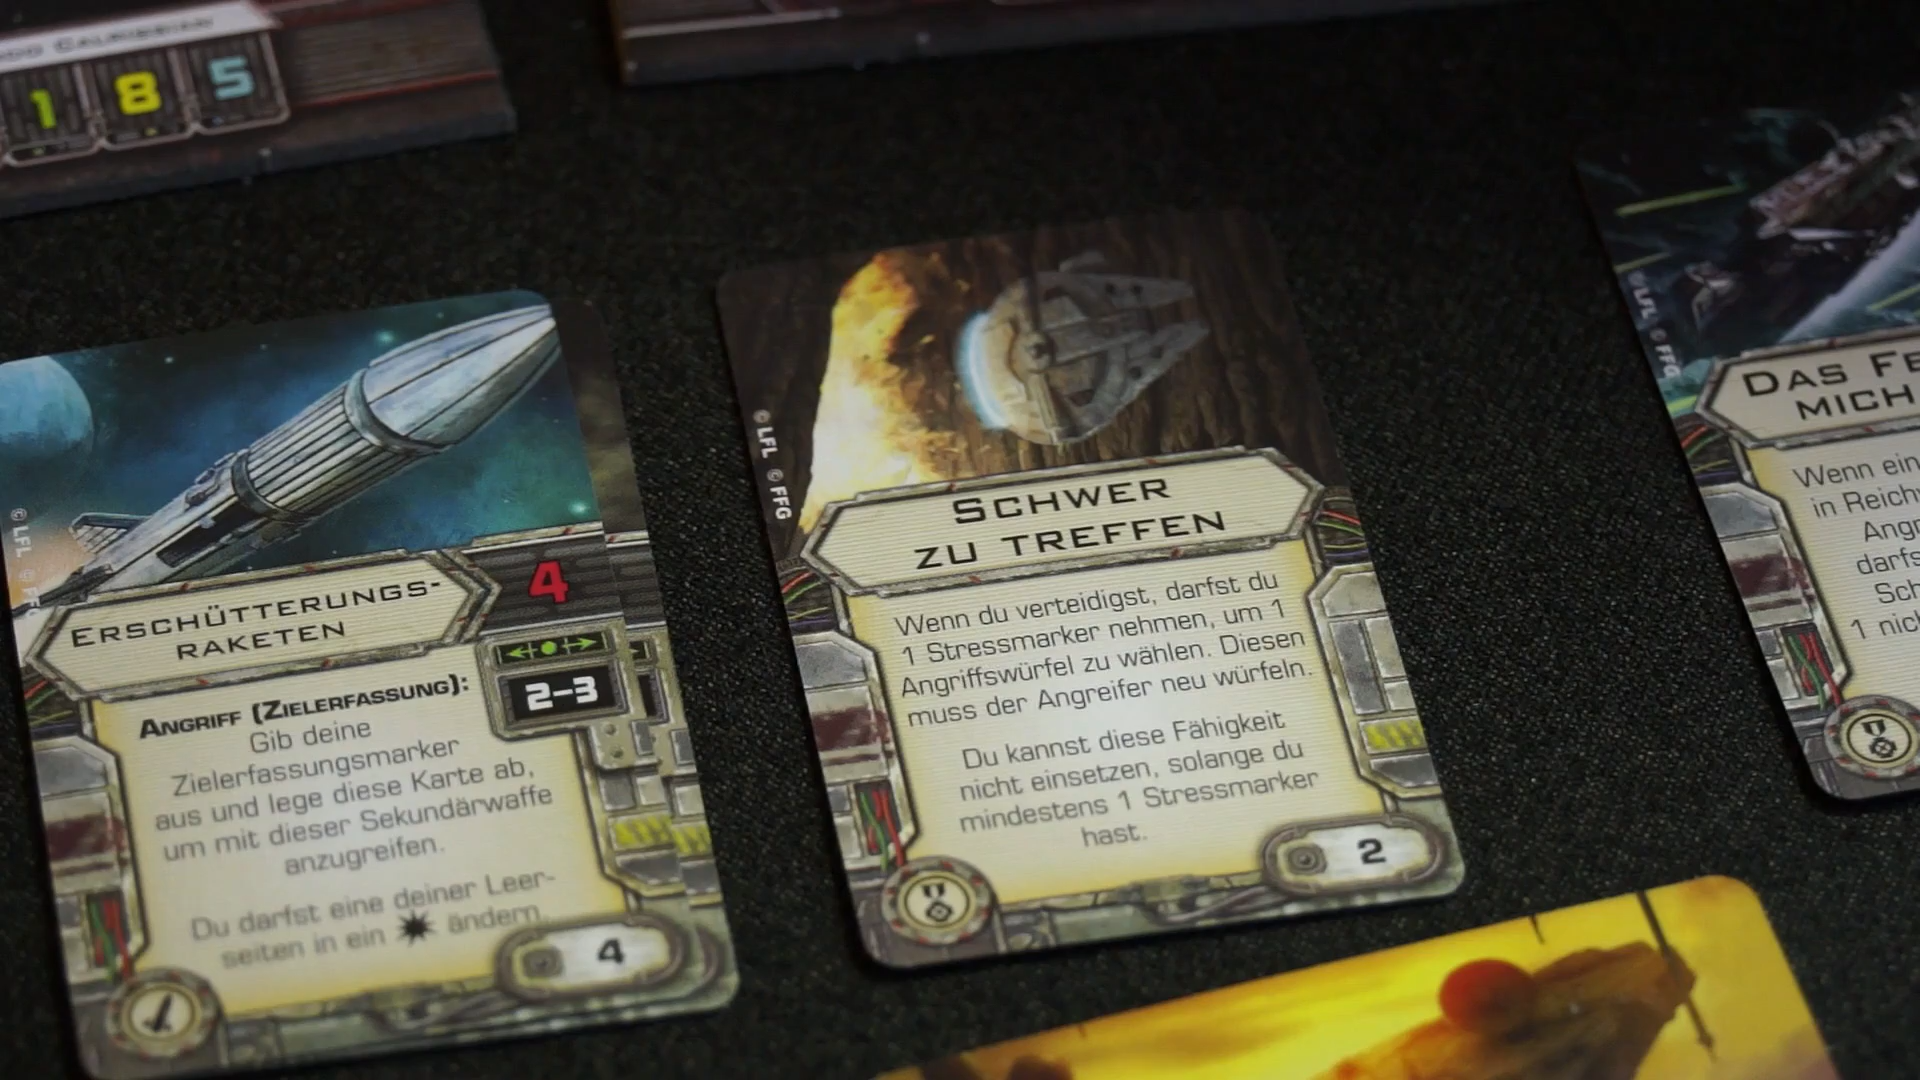 CALRISSIAN
1 8 5
© LFL © FFG
ERSCHÜTTERUNGS-
RAKETEN
4
2–3
ANGRIFF (ZIELERFASSUNG):
Gib deine
Zielerfassungsmarker
aus und lege diese Karte ab,
um mit dieser Sekundärwaffe
anzugreifen.
Du darfst eine deiner Leer-
seiten in ein ändern.
4
© LFL © FFG
SCHWER
ZU TREFFEN
Wenn du verteidigst, darfst du
1 Stressmarker nehmen, um 1
Angriffswürfel zu wählen. Diesen
muss der Angreifer neu würfeln.
Du kannst diese Fähigkeit
nicht einsetzen, solange du
mindestens 1 Stressmarker
hast.
2
© LFL © FFG
DAS FE
MICH
Wenn ein
in Reichw
Angr
darfs
Sch
1 nich